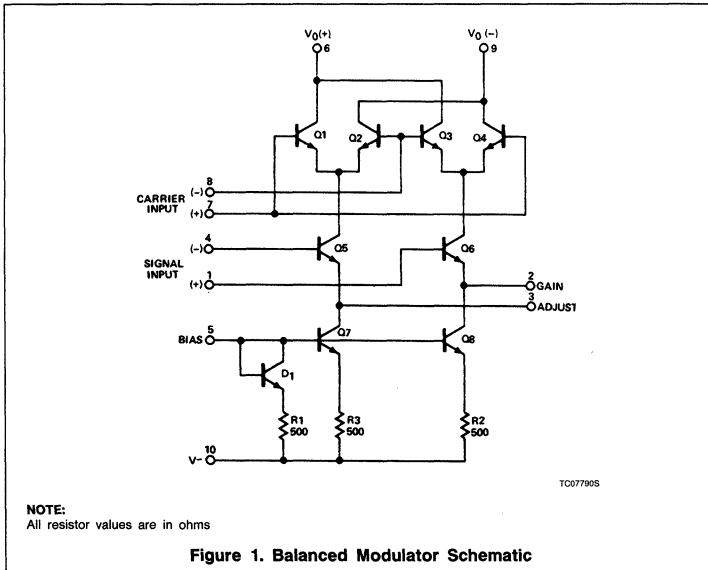 V0(+)
6
V0(-)
9
Q1
Q2
Q3
Q4
8
(-)
CARRIER
INPUT
7
(+)
4
(-)
Q5
Q6
SIGNAL
INPUT
1
(+)
2
GAIN
3
ADJUST
5
BIAS
Q7
Q8
D1
R1
500
R3
500
R2
500
10
V-
TC07790S
NOTE:
All resistor values are in ohms
Figure 1. Balanced Modulator Schematic